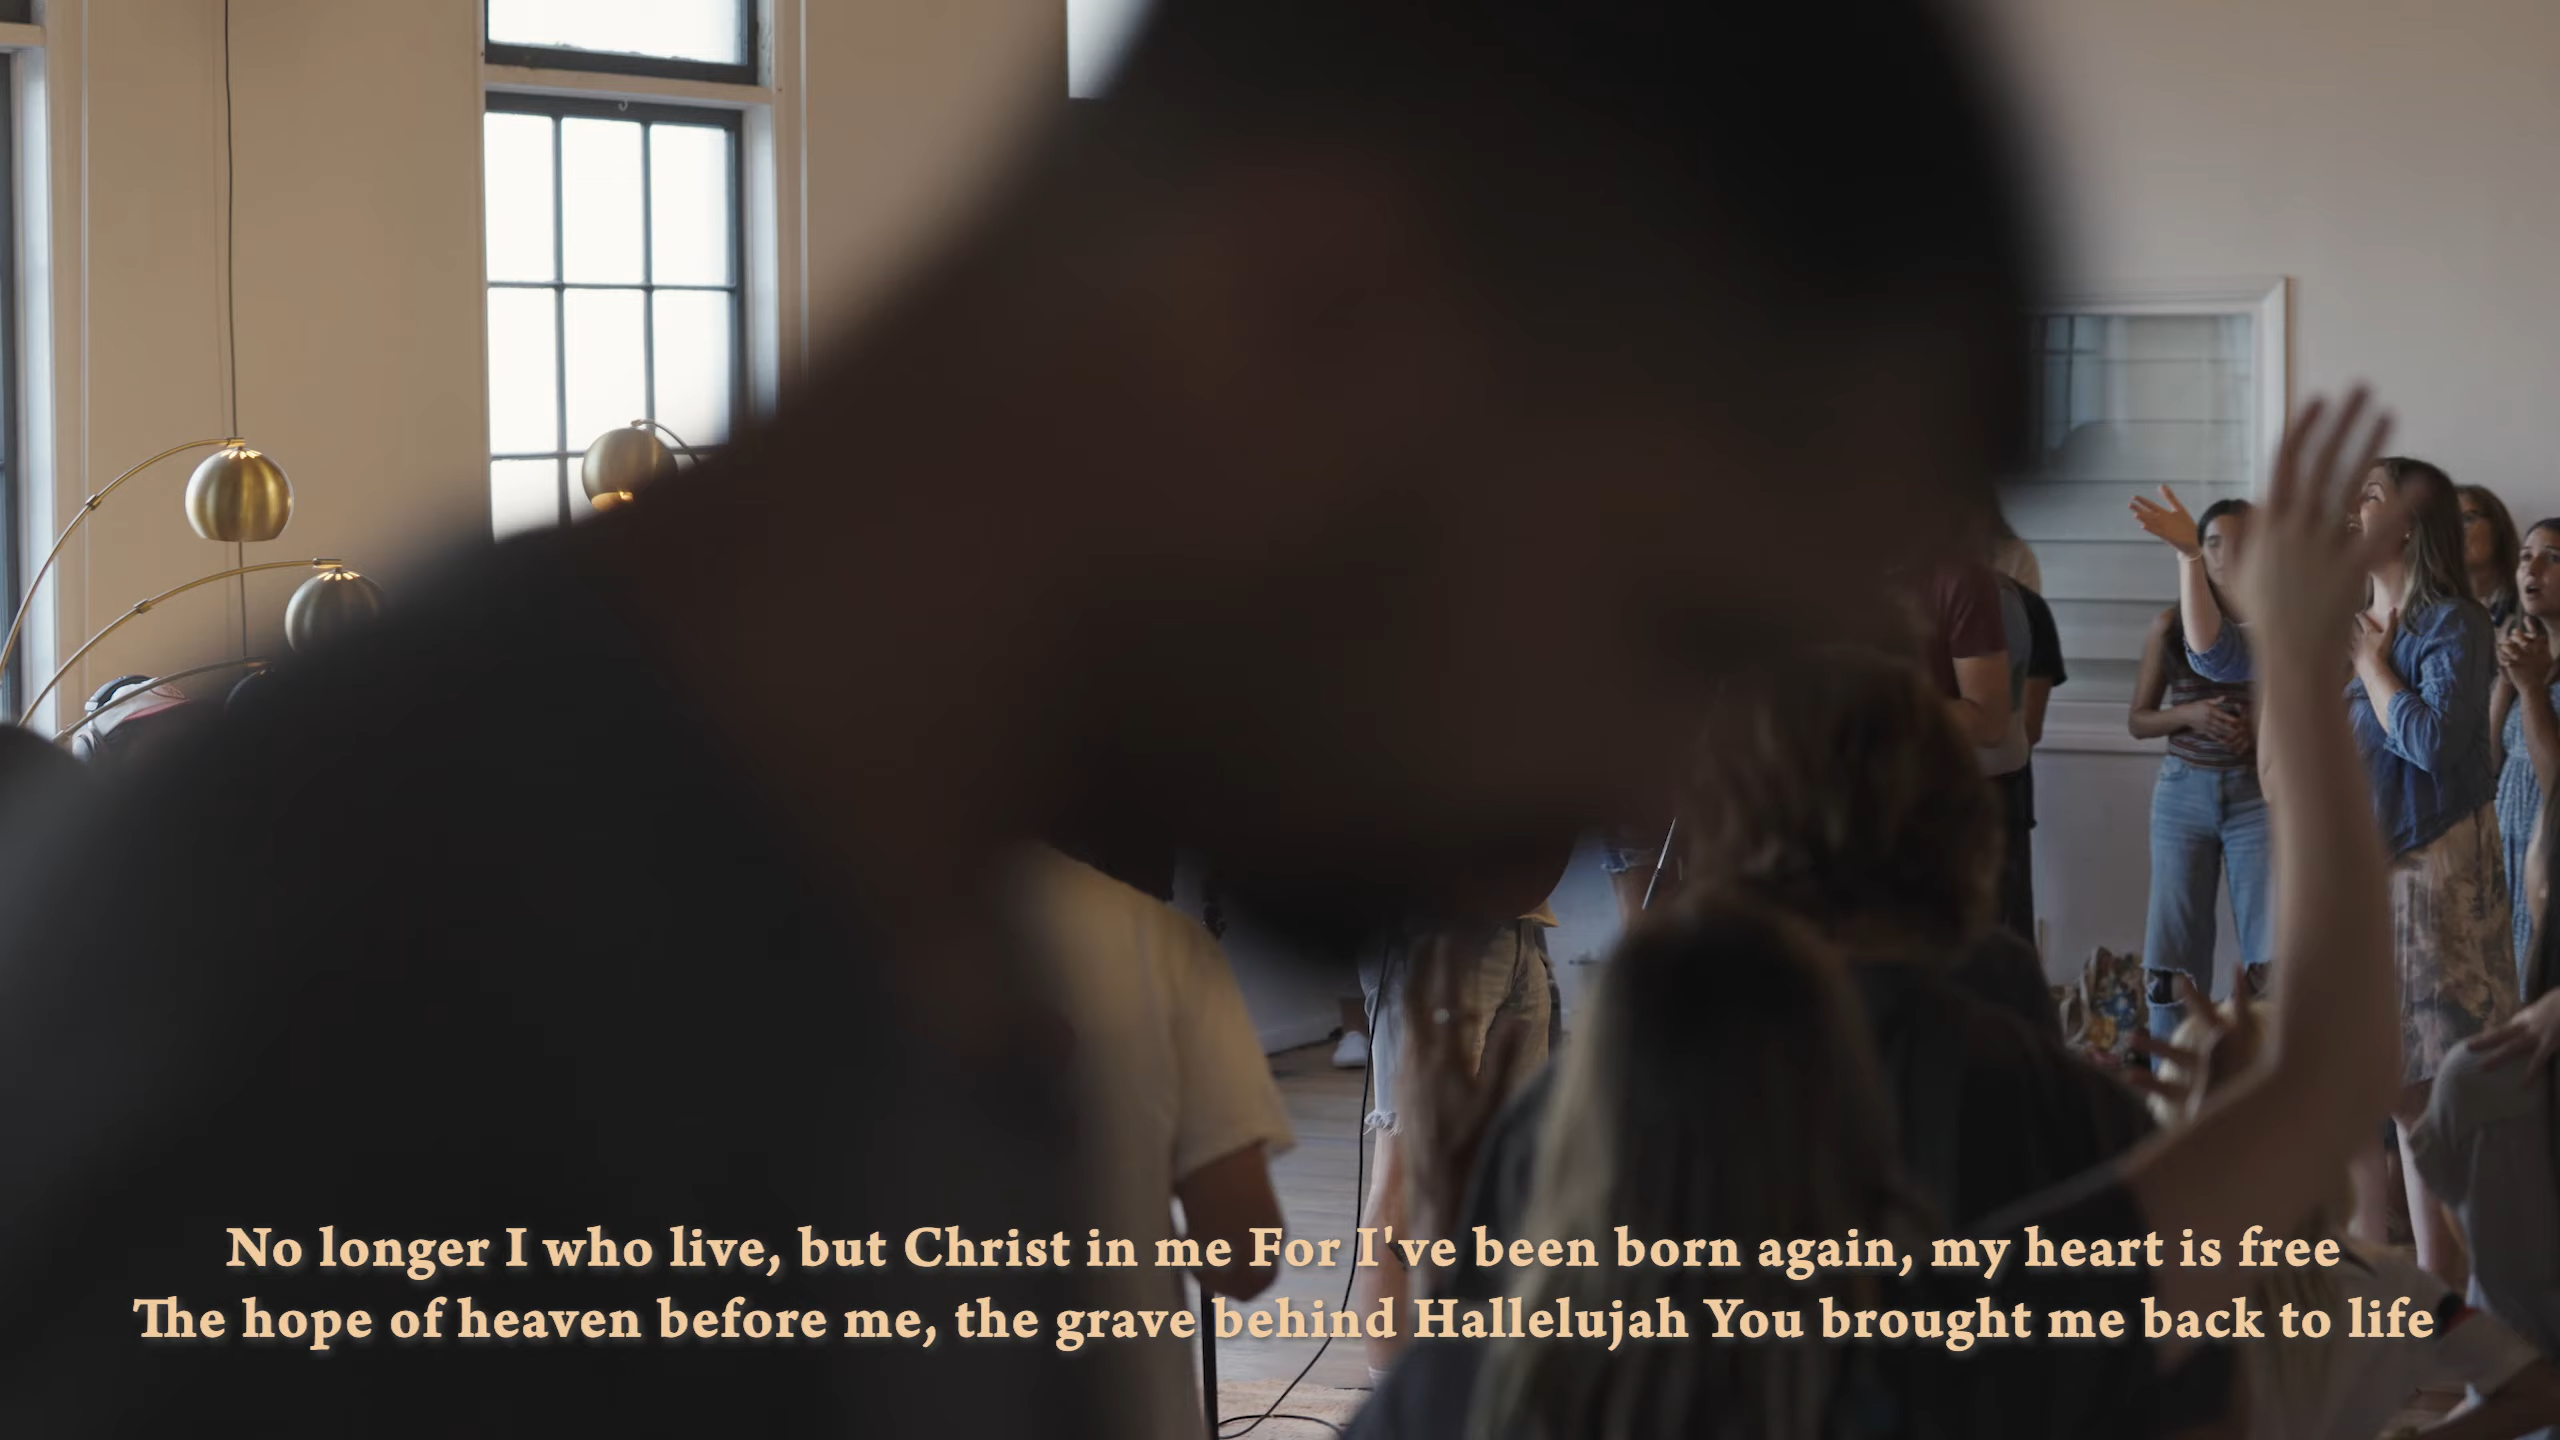 No longer I who live, but Christ in me For I've been born again, my heart is free
The hope of heaven before me, the grave behind Hallelujah You brought me back to life